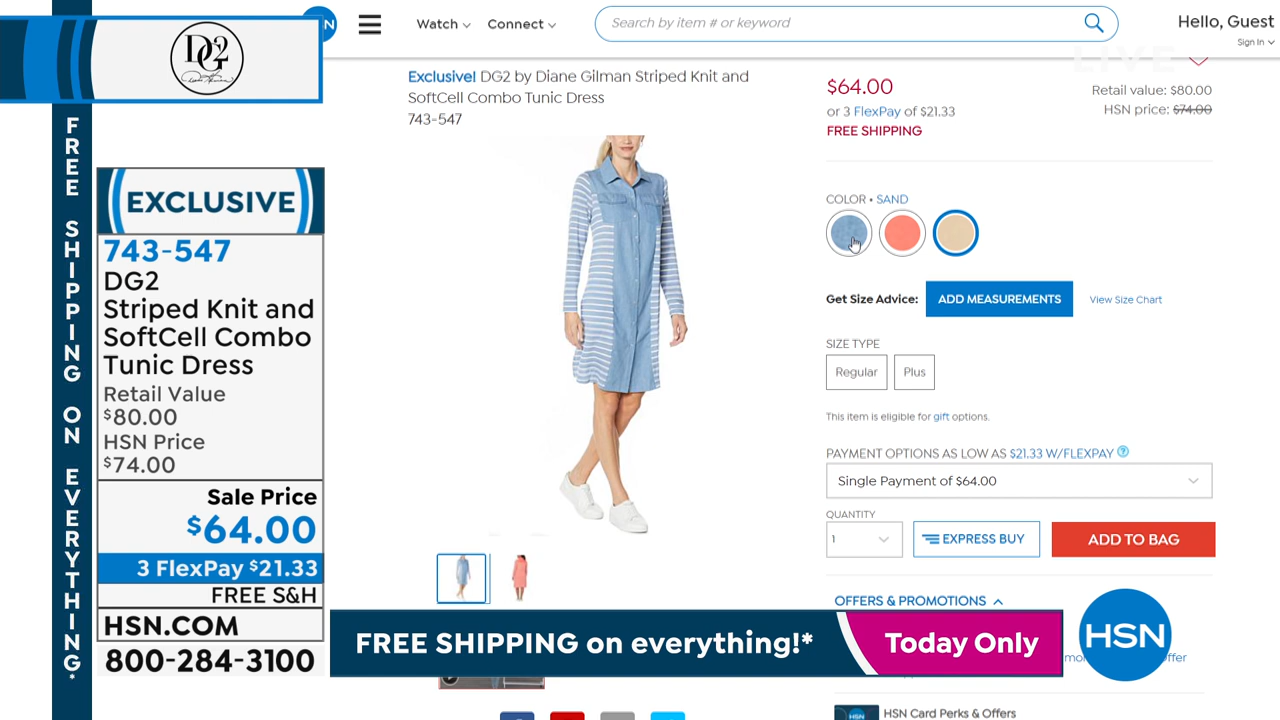 DG2
FREE SHIPPING ON EVERYTHING!*
EXCLUSIVE
743-547
DG2
Striped Knit and
SoftCell Combo
Tunic Dress
Retail Value
$80.00
HSN Price
$74.00
Sale Price
$64.00
3 FlexPay $21.33
FREE S&H
HSN.COM
800-284-3100
SN
Watch
Connect
Search by item # or keyword
Hello, Guest
Sign In
LIVE
Exclusive! DG2 by Diane Gilman Striped Knit and
SoftCell Combo Tunic Dress
743-547
$64.00
or 3 FlexPay of $21.33
FREE SHIPPING
Retail value: $80.00
HSN price: $74.00
COLOR • SAND
Get Size Advice:
ADD MEASUREMENTS
View Size Chart
SIZE TYPE
Regular
Plus
This item is eligible for gift options.
PAYMENT OPTIONS AS LOW AS $21.33 W/FLEXPAY ?
Single Payment of $64.00
QUANTITY
1
EXPRESS BUY
ADD TO BAG
OFFERS & PROMOTIONS
FREE SHIPPING on everything!*
Today Only
HSN
offer
HSN
HSN Card Perks & Offers